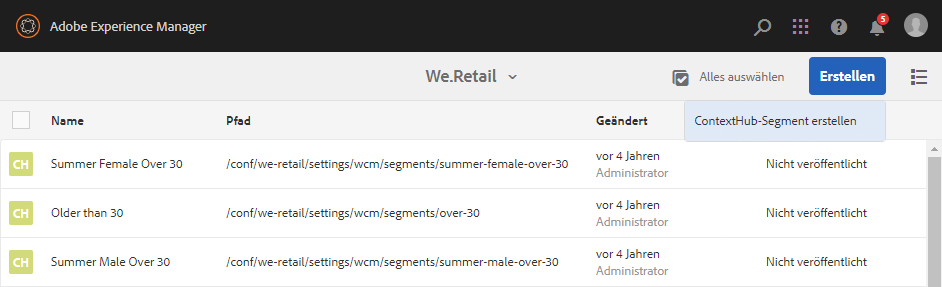 Adobe Experience Manager
5
We.Retail
Alles auswählen
Erstellen
Name
Pfad
Geändert
ContextHub-Segment erstellen
CH
Summer Female Over 30
/conf/we-retail/settings/wcm/segments/summer-female-over-30
vor 4 Jahren
Administrator
Nicht veröffentlicht
CH
Older than 30
/conf/we-retail/settings/wcm/segments/over-30
vor 4 Jahren
Administrator
Nicht veröffentlicht
CH
Summer Male Over 30
/conf/we-retail/settings/wcm/segments/summer-male-over-30
vor 4 Jahren
Administrator
Nicht veröffentlicht